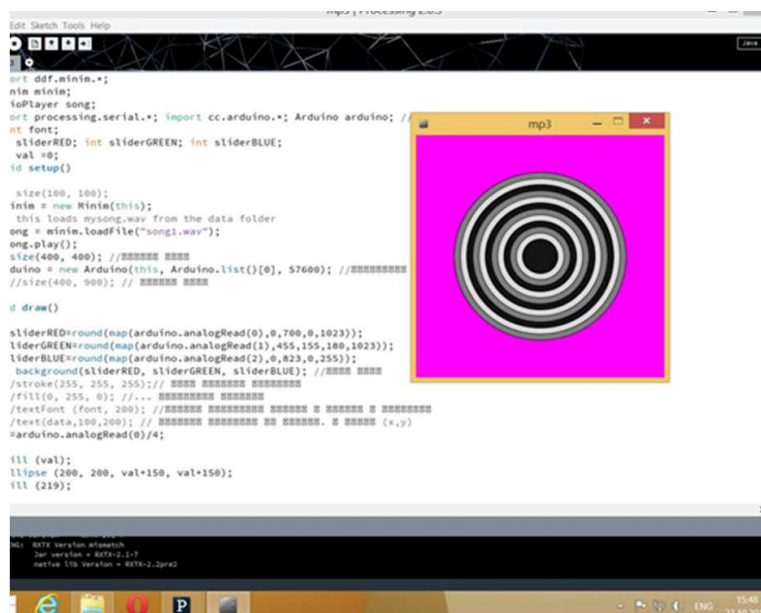 mp3 | Processing 2.0.3
Edit Sketch Tools Help
Java
ort ddf.minim.*;
nim minim;
ioPlayer song;
ort processing.serial.*; import cc.arduino.*; Arduino arduino; //
nt font;
sliderRED; int sliderGREEN; int sliderBLUE;
val =0;
id setup()
size(100, 100);
inim = new Minim(this);
this loads mysong.wav from the data folder
ong = minim.loadFile("song1.wav");
ong.play();
size(400, 400); //
duino = new Arduino(this, Arduino.list()[0], 57600); //
//size(400, 900); //
d draw()
sliderRED=round(map(arduino.analogRead(0),0,700,0,1023));
liderGREEN=round(map(arduino.analogRead(1),455,155,180,1023));
liderBLUE=round(map(arduino.analogRead(2),0,823,0,255));
background(sliderRED, sliderGREEN, sliderBLUE); //
/stroke(255, 255, 255);//
/fill(0, 255, 0); //...
/textFont (font, 200); //
/text(data,100,200); // . (x,y)
=arduino.analogRead(0)/4;
ill (val);
llipse (200, 200, val+150, val+150);
ill (219);
mp3
NG: RXTX Version mismatch
Jar version = RXTX-2.1-7
native lib Version = RXTX-2.2pre2
P
ENG
15:48